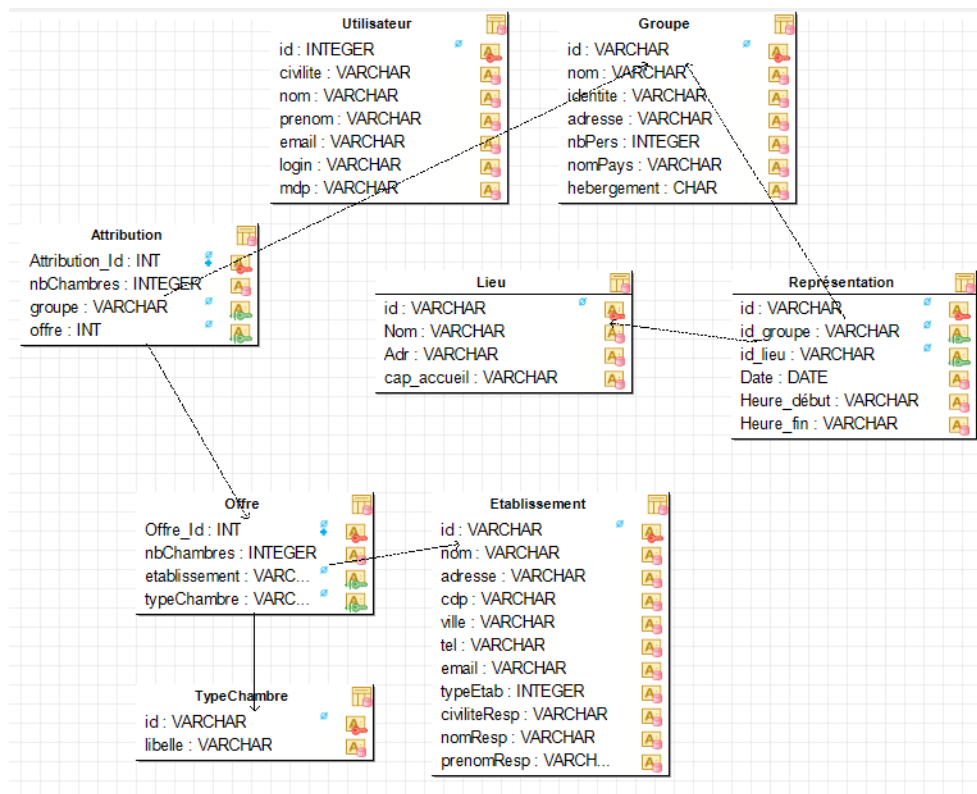 Utilisateur
id : INTEGER
civilite : VARCHAR
nom : VARCHAR
prenom : VARCHAR
email : VARCHAR
login : VARCHAR
mdp : VARCHAR
Groupe
id : VARCHAR
nom : VARCHAR
identite : VARCHAR
adresse : VARCHAR
nbPers : INTEGER
nomPays : VARCHAR
hebergement : CHAR
Attribution
Attribution_Id : INT
nbChambres : INTEGER
groupe : VARCHAR
offre : INT
Lieu
id : VARCHAR
Nom : VARCHAR
Adr : VARCHAR
cap_accueil : VARCHAR
Représentation
id : VARCHAR
id_groupe : VARCHAR
id_lieu : VARCHAR
Date : DATE
Heure_début : VARCHAR
Heure_fin : VARCHAR
Offre
Offre_Id : INT
nbChambres : INTEGER
etablissement : VARC...
typeChambre : VARC...
Etablissement
id : VARCHAR
nom : VARCHAR
adresse : VARCHAR
cdp : VARCHAR
ville : VARCHAR
tel : VARCHAR
email : VARCHAR
typeEtab : INTEGER
civiliteResp : VARCHAR
nomResp : VARCHAR
prenomResp : VARCH...
TypeChambre
id : VARCHAR
libelle : VARCHAR